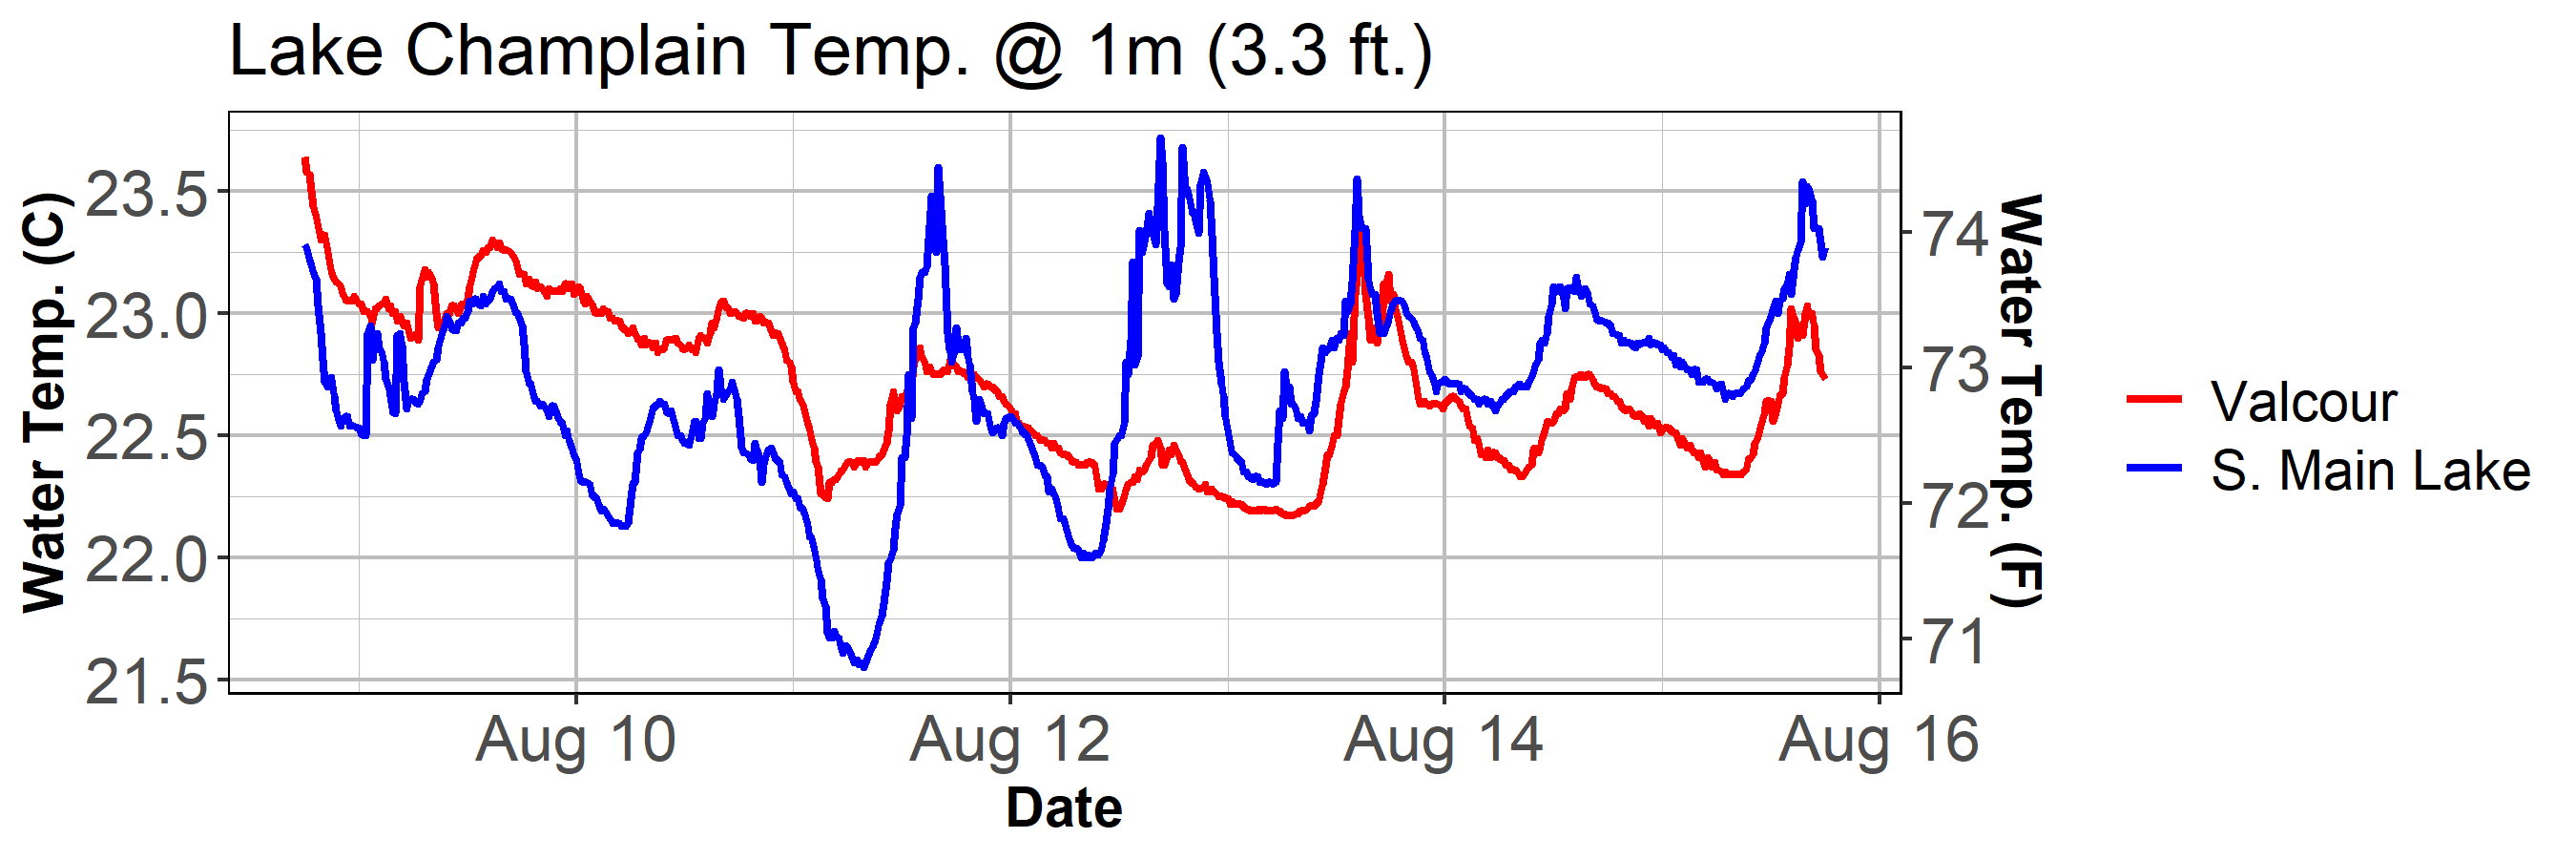 Lake Champlain Temp. @ 1m (3.3 ft.)
Water Temp. (C)
23.5
23.0
22.5
22.0
21.5
74
73
72
71
Water Temp. (F)
Aug 10
Aug 12
Aug 14
Aug 16
Date
Valcour
S. Main Lake